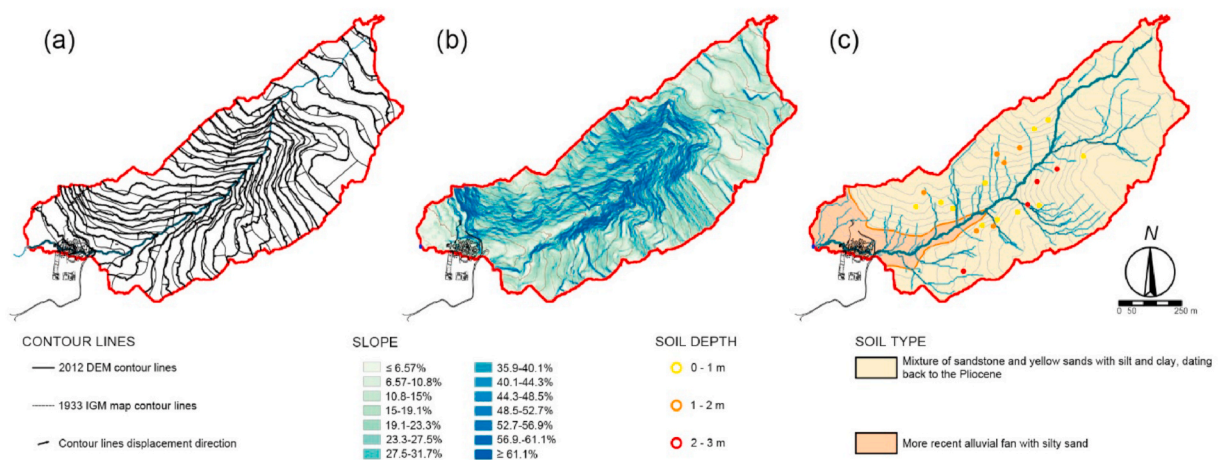 (a)
(b)
(c)
N
0 50 250 m
CONTOUR LINES
2012 DEM contour lines
1933 IGM map contour lines
Contour lines displacement direction
SLOPE
≤ 6.57%
6.57-10.8%
10.8-15%
15-19.1%
19.1-23.3%
23.3-27.5%
27.5-31.7%
35.9-40.1%
40.1-44.3%
44.3-48.5%
48.5-52.7%
52.7-56.9%
56.9.-61.1%
≥ 61.1%
SOIL DEPTH
0 - 1 m
1 - 2 m
2 - 3 m
SOIL TYPE
Mixture of sandstone and yellow sands with silt and clay, dating
back to the Pliocene
More recent alluvial fan with silty sand